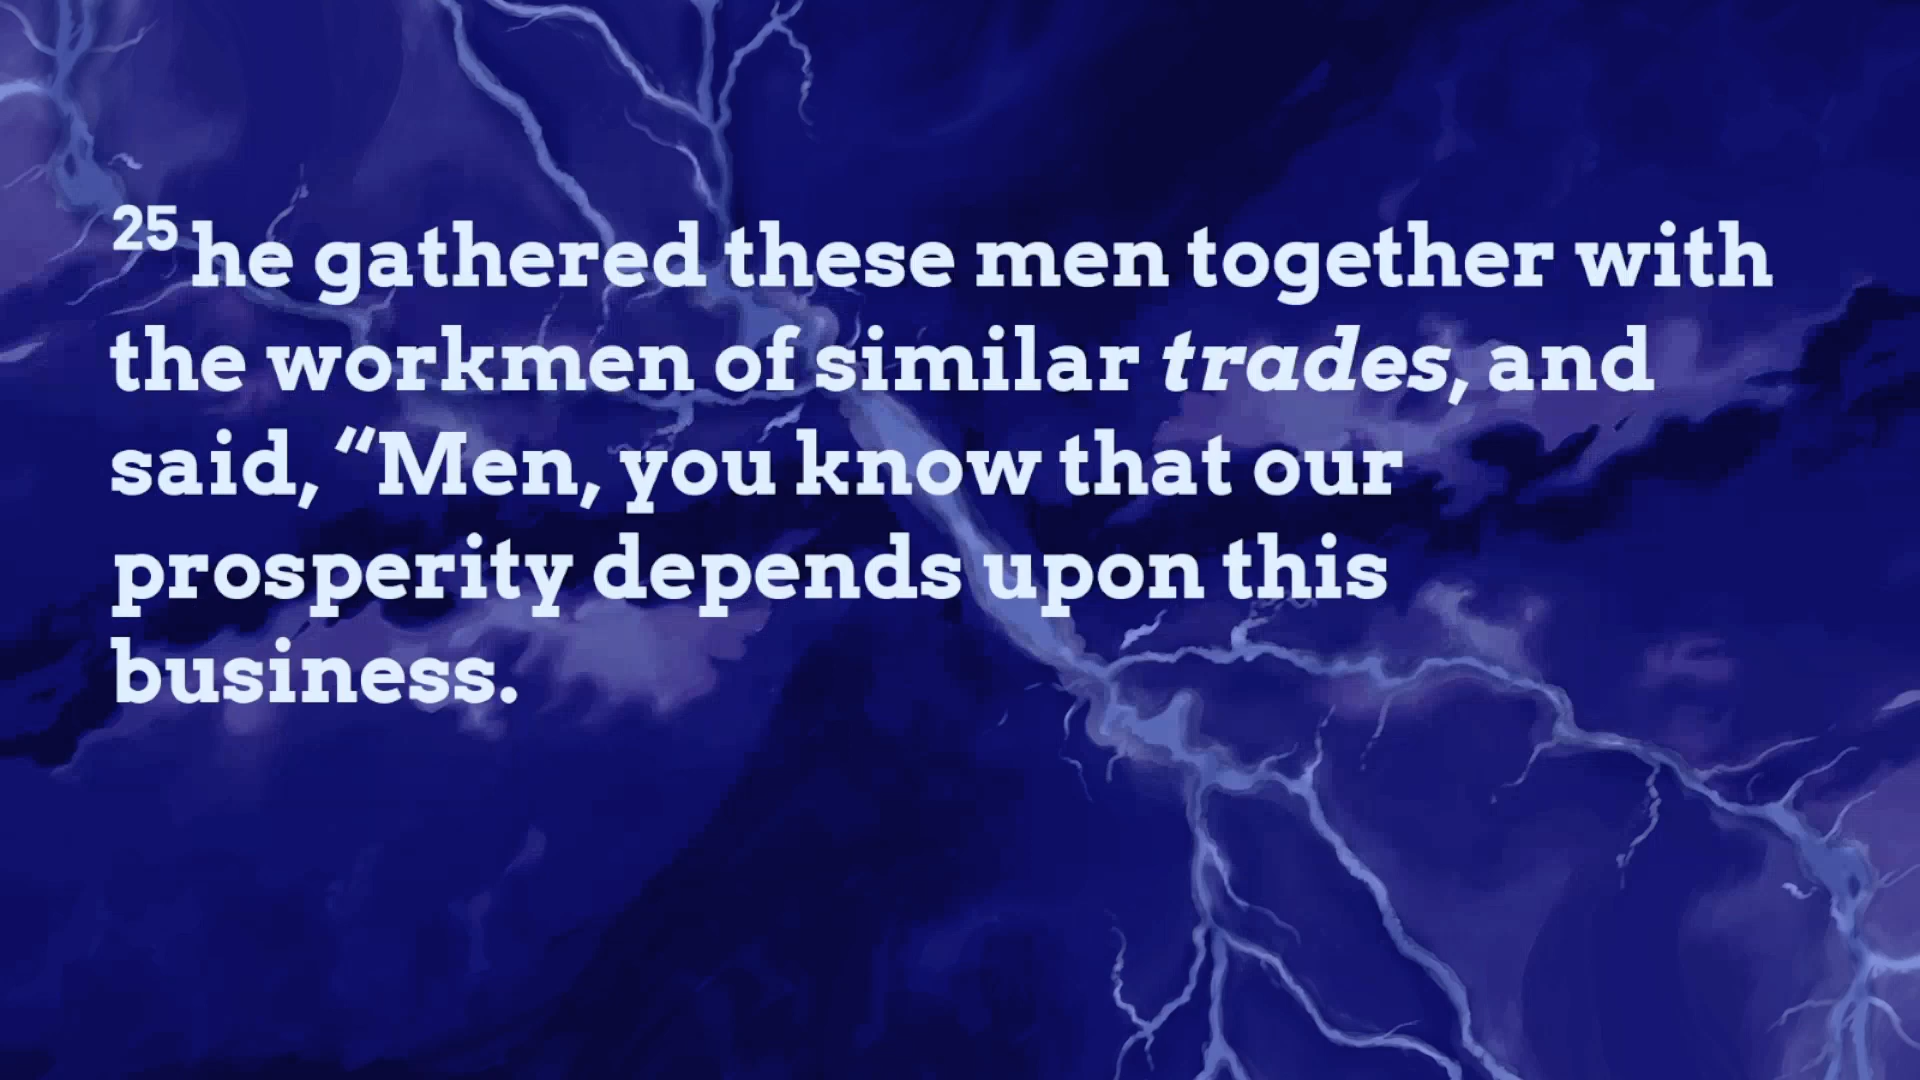 25 he gathered these men together with
the workmen of similar trades, and
said, “Men, you know that our
prosperity depends upon this
business.